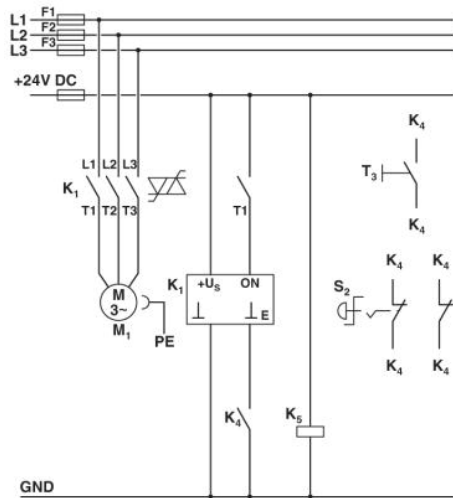 L1 F1
L2 F2
L3 F3
+24V DC
L1 L2 L3
K₁
T1 T2 T3
T1
K₄
T₃
K₄
K₁ +Uₛ ON
⊥ ⊥ E
M
3~
M₁
PE
K₄ K₄
S₂
K₄ K₄
K₄
K₅
GND